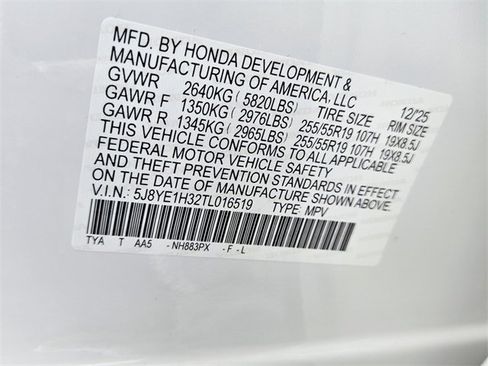 MFD. BY HONDA DEVELOPMENT &
MANUFACTURING OF AMERICA, LLC 12/25
GVWR 2640KG( 5820LBS) TIRE SIZE RIM SIZE
GAWR F 1350KG( 2976LBS) 255/55R19 107H 19X8.5J
GAWR R 1345KG( 2965LBS) 255/55R19 107H 19X8.5J
THIS VEHICLE CONFORMS TO ALL APPLICABLE
FEDERAL MOTOR VEHICLE SAFETY
AND THEFT PREVENTION STANDARDS IN EFFECT
ON THE DATE OF MANUFACTURE SHOWN ABOVE.
V.I.N.: 5J8YE1H32TL016519 TYPE: MPV
TYA T AA5 - NH883PX - F - L